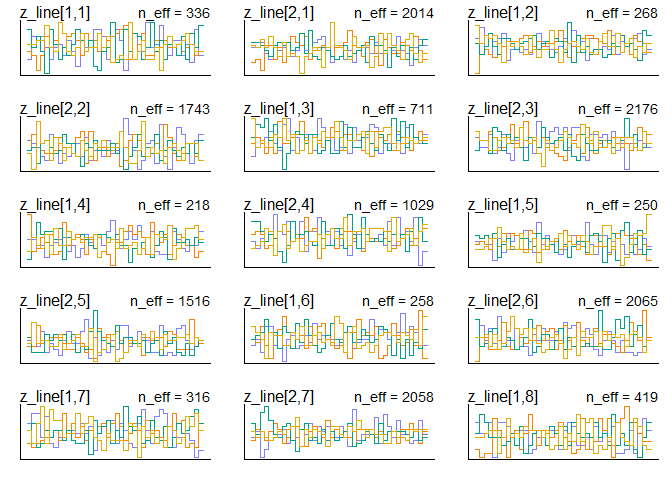 z_line[1,1] n_eff = 336 z_line[2,1] n_eff = 2014 z_line[1,2] n_eff = 268
z_line[2,2] n_eff = 1743 z_line[1,3] n_eff = 711 z_line[2,3] n_eff = 2176
z_line[1,4] n_eff = 218 z_line[2,4] n_eff = 1029 z_line[1,5] n_eff = 250
z_line[2,5] n_eff = 1516 z_line[1,6] n_eff = 258 z_line[2,6] n_eff = 2065
z_line[1,7] n_eff = 316 z_line[2,7] n_eff = 2058 z_line[1,8] n_eff = 419